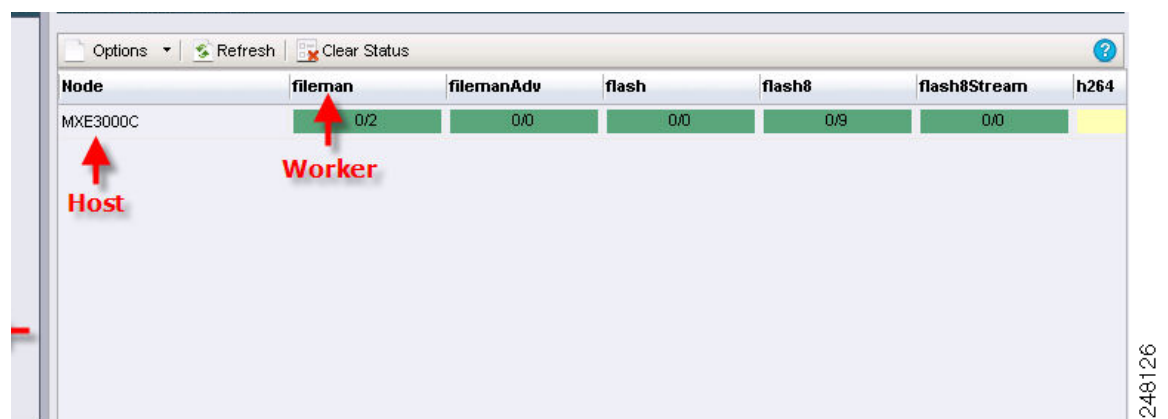 Options Refresh Clear Status ?
Node fileman filemanAdv flash flash8 flash8Stream h264
MXE3000C 0/2 0/0 0/0 0/9 0/0
Worker
Host
248126